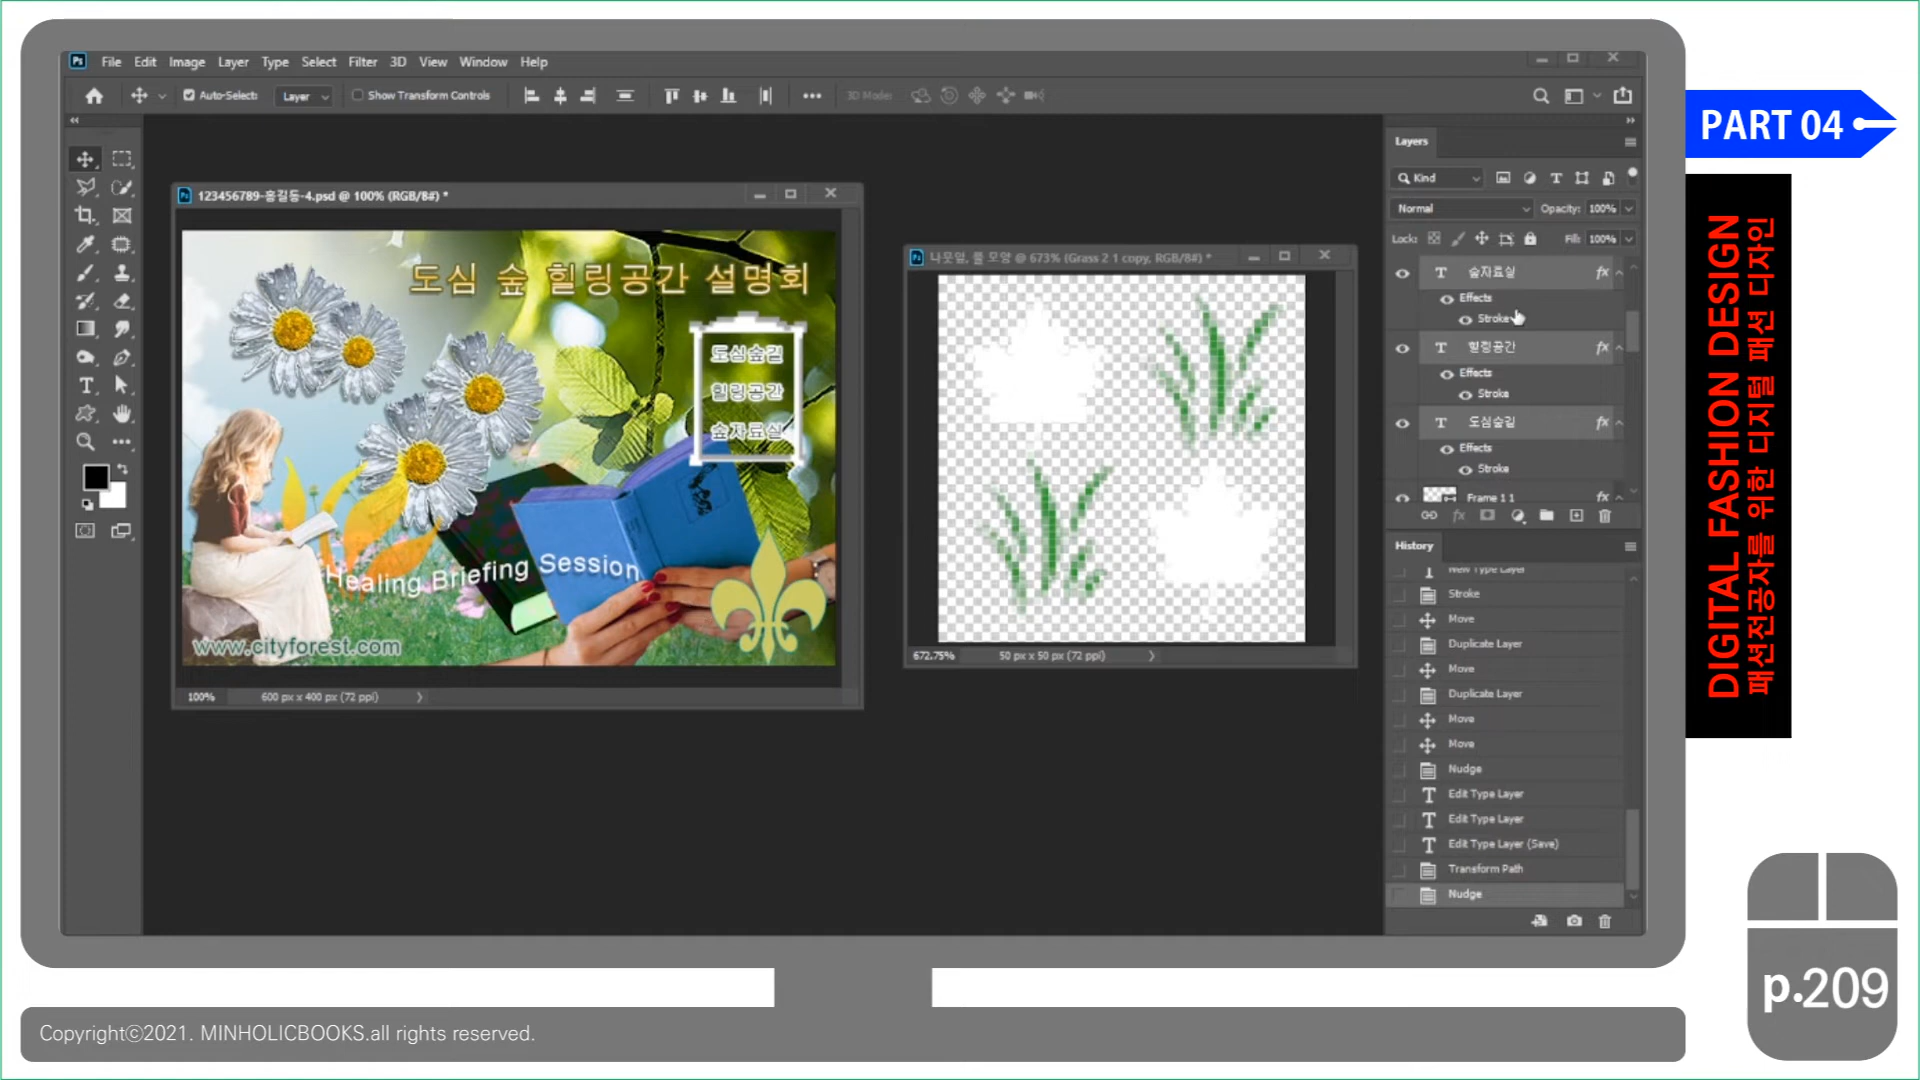 File Edit Image Layer Type Select Filter 3D View Window Help
Auto-Select: Layer Show Transform Controls 3D Mode:
123456789-홍길동-4.psd @ 100% (RGB/8#) *
도심 숲 힐링공간 설명회
도심숲길
힐링공간
숲자료실
Healing Briefing Session
www.cityforest.com
100% 600 px x 400 px (72 ppi)
나뭇잎, 풀 모양 @ 673% (Grass 2 1 copy, RGB/8#) *
672.75% 50 px x 50 px (72 ppi)
Layers
Kind
Normal Opacity: 100%
Lock: Fill: 100%
숲자료실 fx
Effects
Stroke
힐링공간 fx
Effects
Stroke
도심숲길 fx
Effects
Stroke
Frame 1 1 fx
History
New Type Layer
Stroke
Move
Duplicate Layer
Move
Duplicate Layer
Move
Move
Nudge
Edit Type Layer
Edit Type Layer
Edit Type Layer (Save)
Transform Path
Nudge
PART 04
DIGITAL FASHION DESIGN
패션전공자를 위한 디지털 패션 디자인
p.209
Copyrightⓒ2021. MINHOLICBOOKS.all rights reserved.